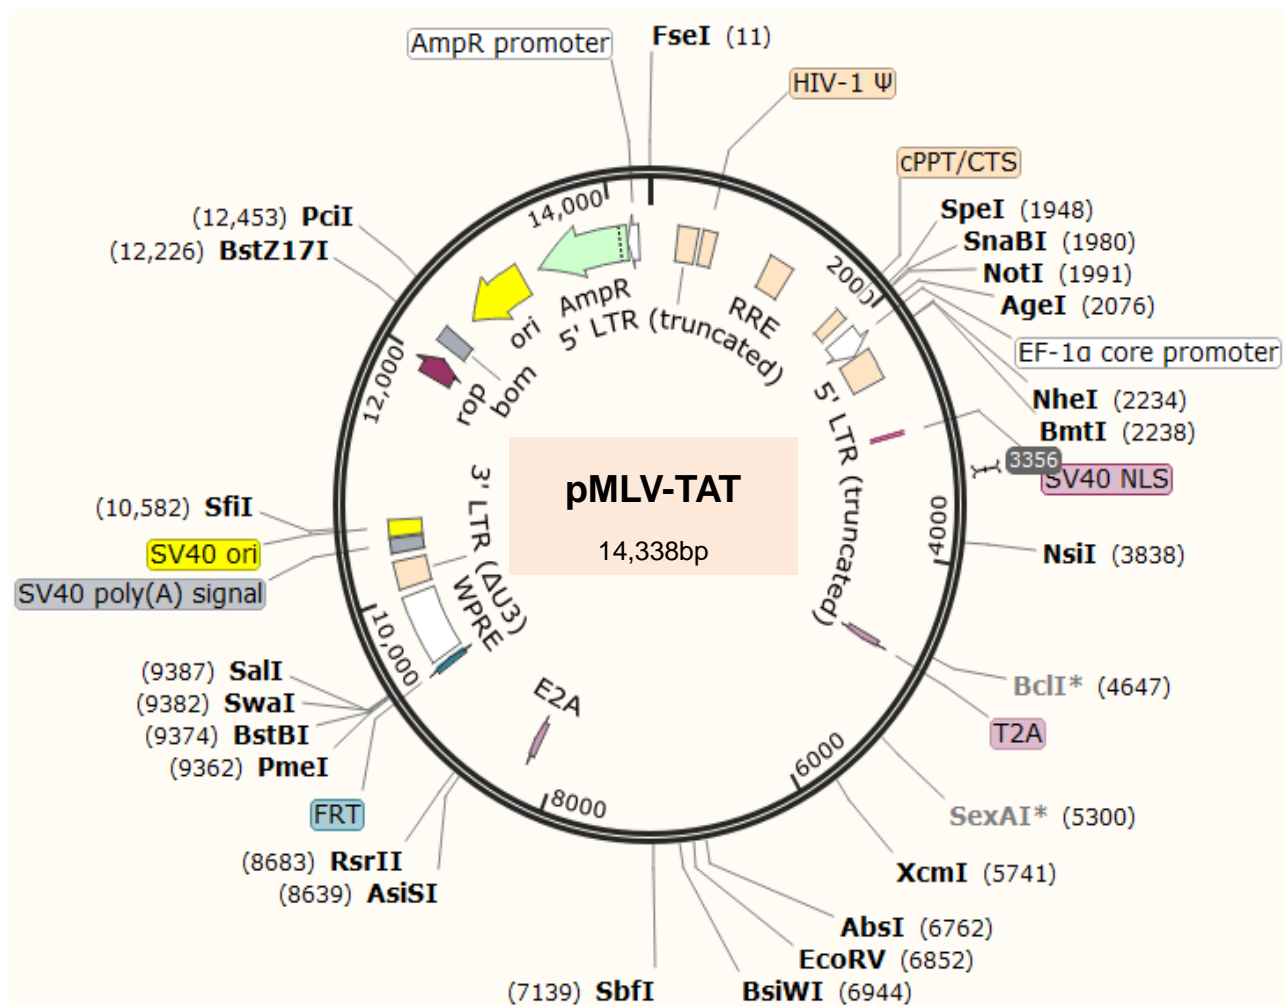 AmpR promoter
FseI (11)
HIV-1 Ψ
cPPT/CTS
SpeI (1948)
SnaBI (1980)
NotI (1991)
AgeI (2076)
EF-1α core promoter
NheI (2234)
BmtI (2238)
3356
SV40 NLS
NsiI (3838)
BclI* (4647)
T2A
SexAI* (5300)
XcmI (5741)
AbsI (6762)
EcoRV (6852)
BsiWI (6944)
(7139) SbfI
(8639) AsiSI
(8683) RsrII
FRT
(9362) PmeI
(9374) BstBI
(9382) SwaI
(9387) SalI
SV40 poly(A) signal
SV40 ori
(10,582) SfiI
(12,226) BstZ17I
(12,453) PciI
2000
4000
6000
8000
10,000
12,000
14,000
AmpR
ori
bom
rop
5' LTR (truncated)
RRE
5' LTR (truncated)
E2A
WPRE
3' LTR (ΔU3)
pMLV-TAT
14,338bp